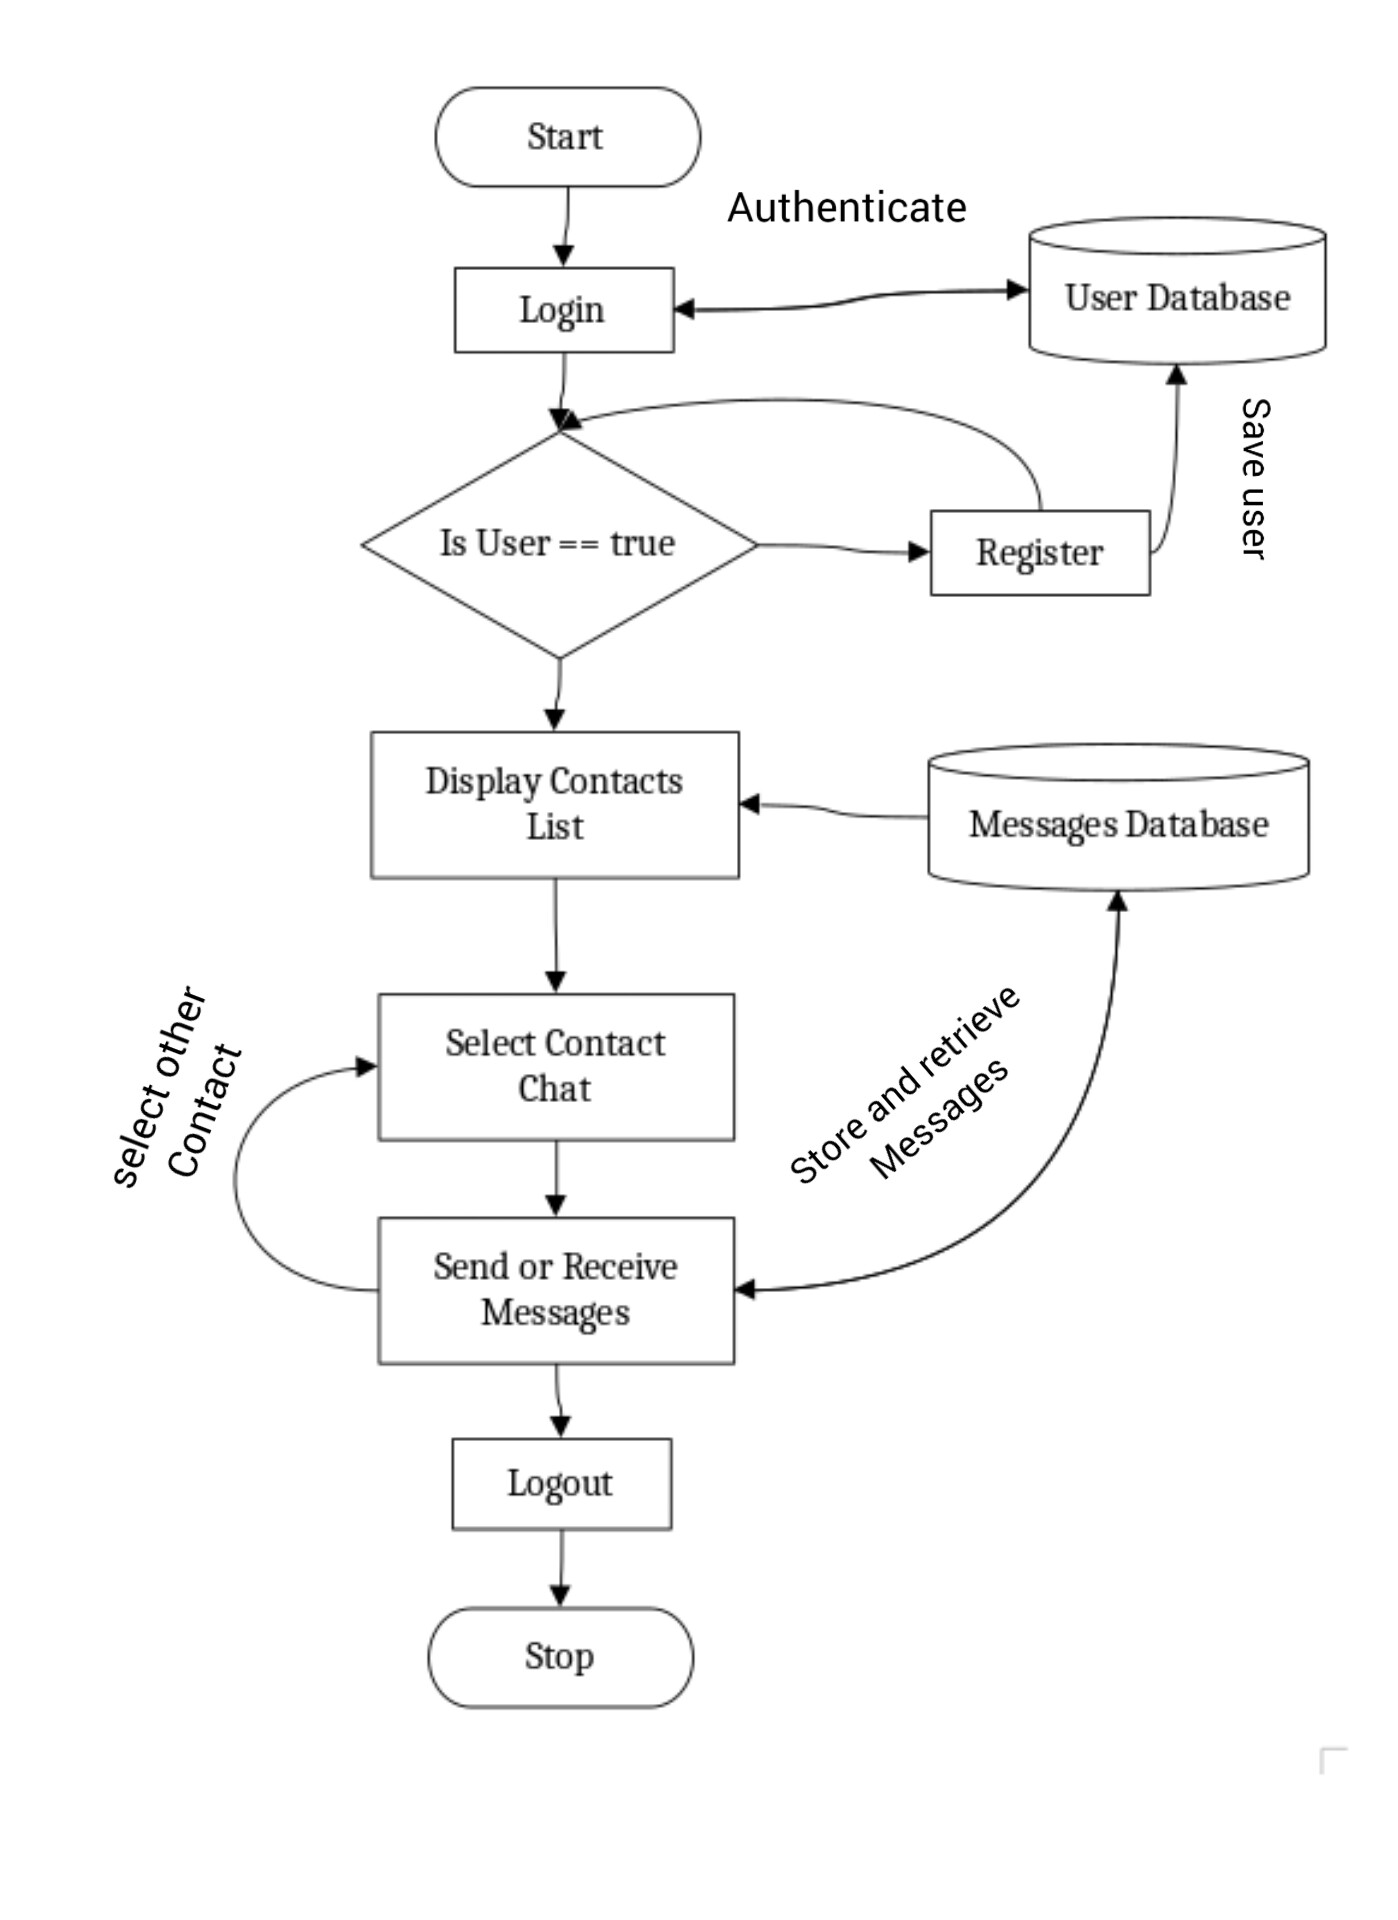 Start
Authenticate
User Database
Login
Save user
Is User == true
Register
Display Contacts
List
Messages Database
select other
Contact
Select Contact
Chat
Store and retrieve
Messages
Send or Receive
Messages
Logout
Stop